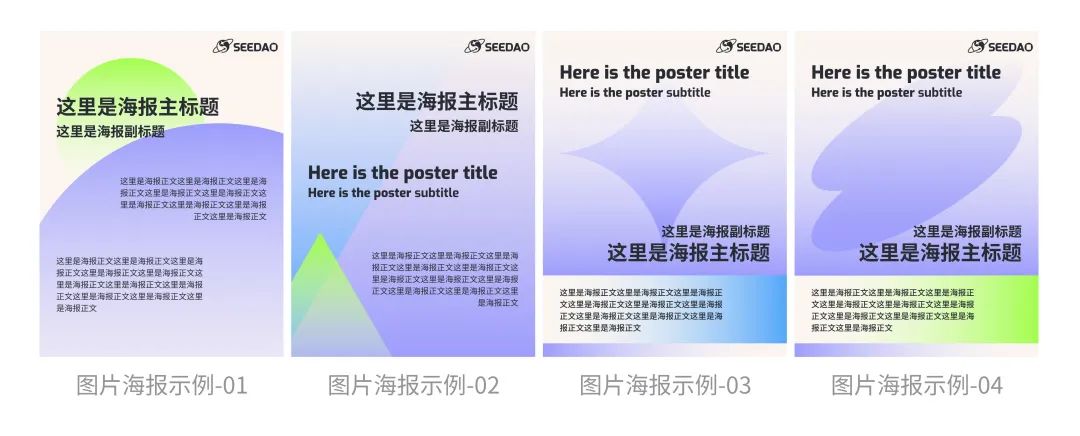 SEEDAO
这里是海报主标题
这里是海报副标题
这里是海报正文这里是海报正文这里是海
报正文这里是海报正文这里是海报正文这
里是海报正文这里是海报正文这里是海报
正文这里是海报正文
这里是海报正文这里是海报正文这里是海
报正文这里是海报正文这里是海报正文这
里是海报正文这里是海报正文这里是海报
正文这里是海报正文这里是海报正文这里
是海报正文
图片海报示例-01
SEEDAO
这里是海报主标题
这里是海报副标题
Here is the poster title
Here is the poster subtitle
这里是海报正文这里是海报正文这里是海
报正文这里是海报正文这里是海报正文这
里是海报正文这里是海报正文这里是海报
正文这里是海报正文这里是海报正文这里
是海报正文
图片海报示例-02
SEEDAO
Here is the poster title
Here is the poster subtitle
这里是海报副标题
这里是海报主标题
这里是海报正文这里是海报正文这里是海报正
文这里是海报正文这里是海报正文这里是海报
正文这里是海报正文这里是海报正文这里是海
报正文这里是海报正文
图片海报示例-03
SEEDAO
Here is the poster title
Here is the poster subtitle
这里是海报副标题
这里是海报主标题
这里是海报正文这里是海报正文这里是海报正
文这里是海报正文这里是海报正文这里是海报
正文这里是海报正文这里是海报正文这里是海
报正文这里是海报正文
图片海报示例-04